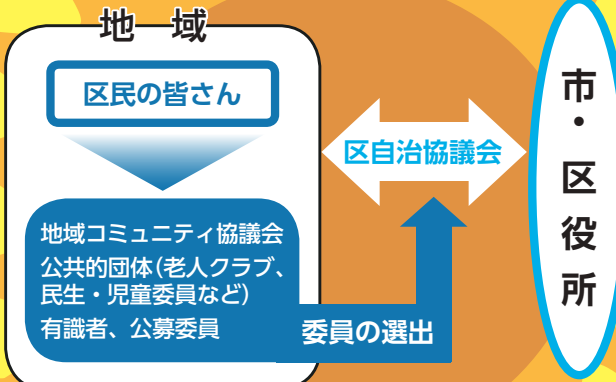 地域
区民の皆さん
地域コミュニティ協議会
公共的団体(老人クラブ、
民生・児童委員など)
有識者、公募委員
委員の選出
区自治協議会
市・区役所